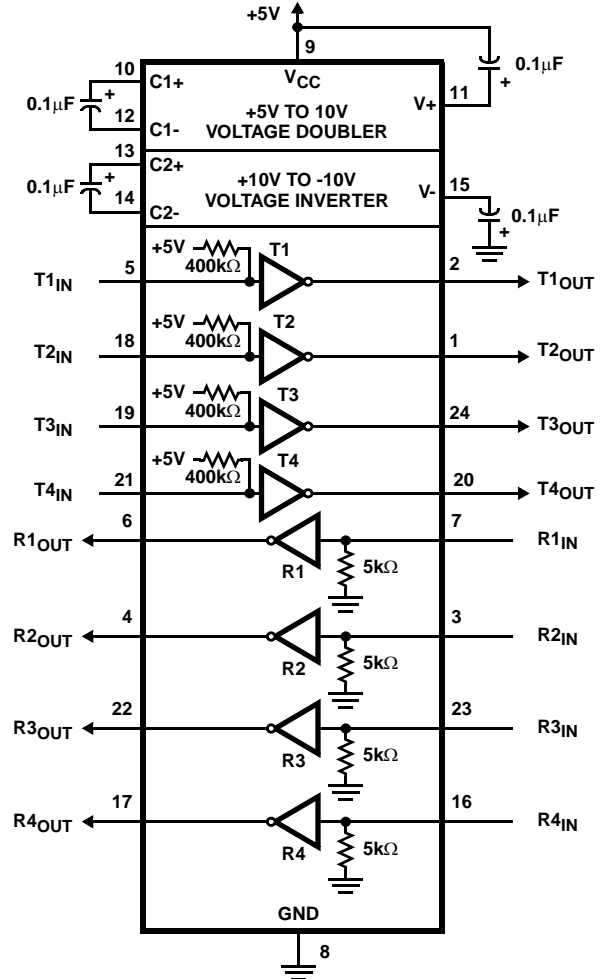 +5V
9
VCC
10
C1+
0.1µF
+
12
C1-
+5V TO 10V
VOLTAGE DOUBLER
V+
11
0.1µF
+
13
C2+
0.1µF
+
14
C2-
+10V TO -10V
VOLTAGE INVERTER
V-
15
0.1µF
+
+5V
400kΩ
T1
T1IN
5
2
T1OUT
+5V
400kΩ
T2
T2IN
18
1
T2OUT
+5V
400kΩ
T3
T3IN
19
24
T3OUT
+5V
400kΩ
T4
T4IN
21
20
T4OUT
R1OUT
6
7
R1IN
R1
5kΩ
R2OUT
4
3
R2IN
R2
5kΩ
R3OUT
22
23
R3IN
R3
5kΩ
R4OUT
17
16
R4IN
R4
5kΩ
GND
8